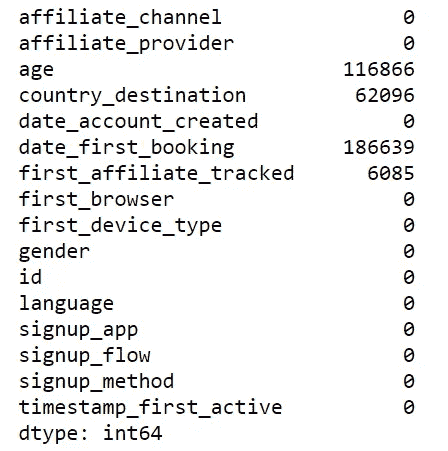 affiliate_channel 0
affiliate_provider 0
age 116866
country_destination 62096
date_account_created 0
date_first_booking 186639
first_affiliate_tracked 6085
first_browser 0
first_device_type 0
gender 0
id 0
language 0
signup_app 0
signup_flow 0
signup_method 0
timestamp_first_active 0
dtype: int64